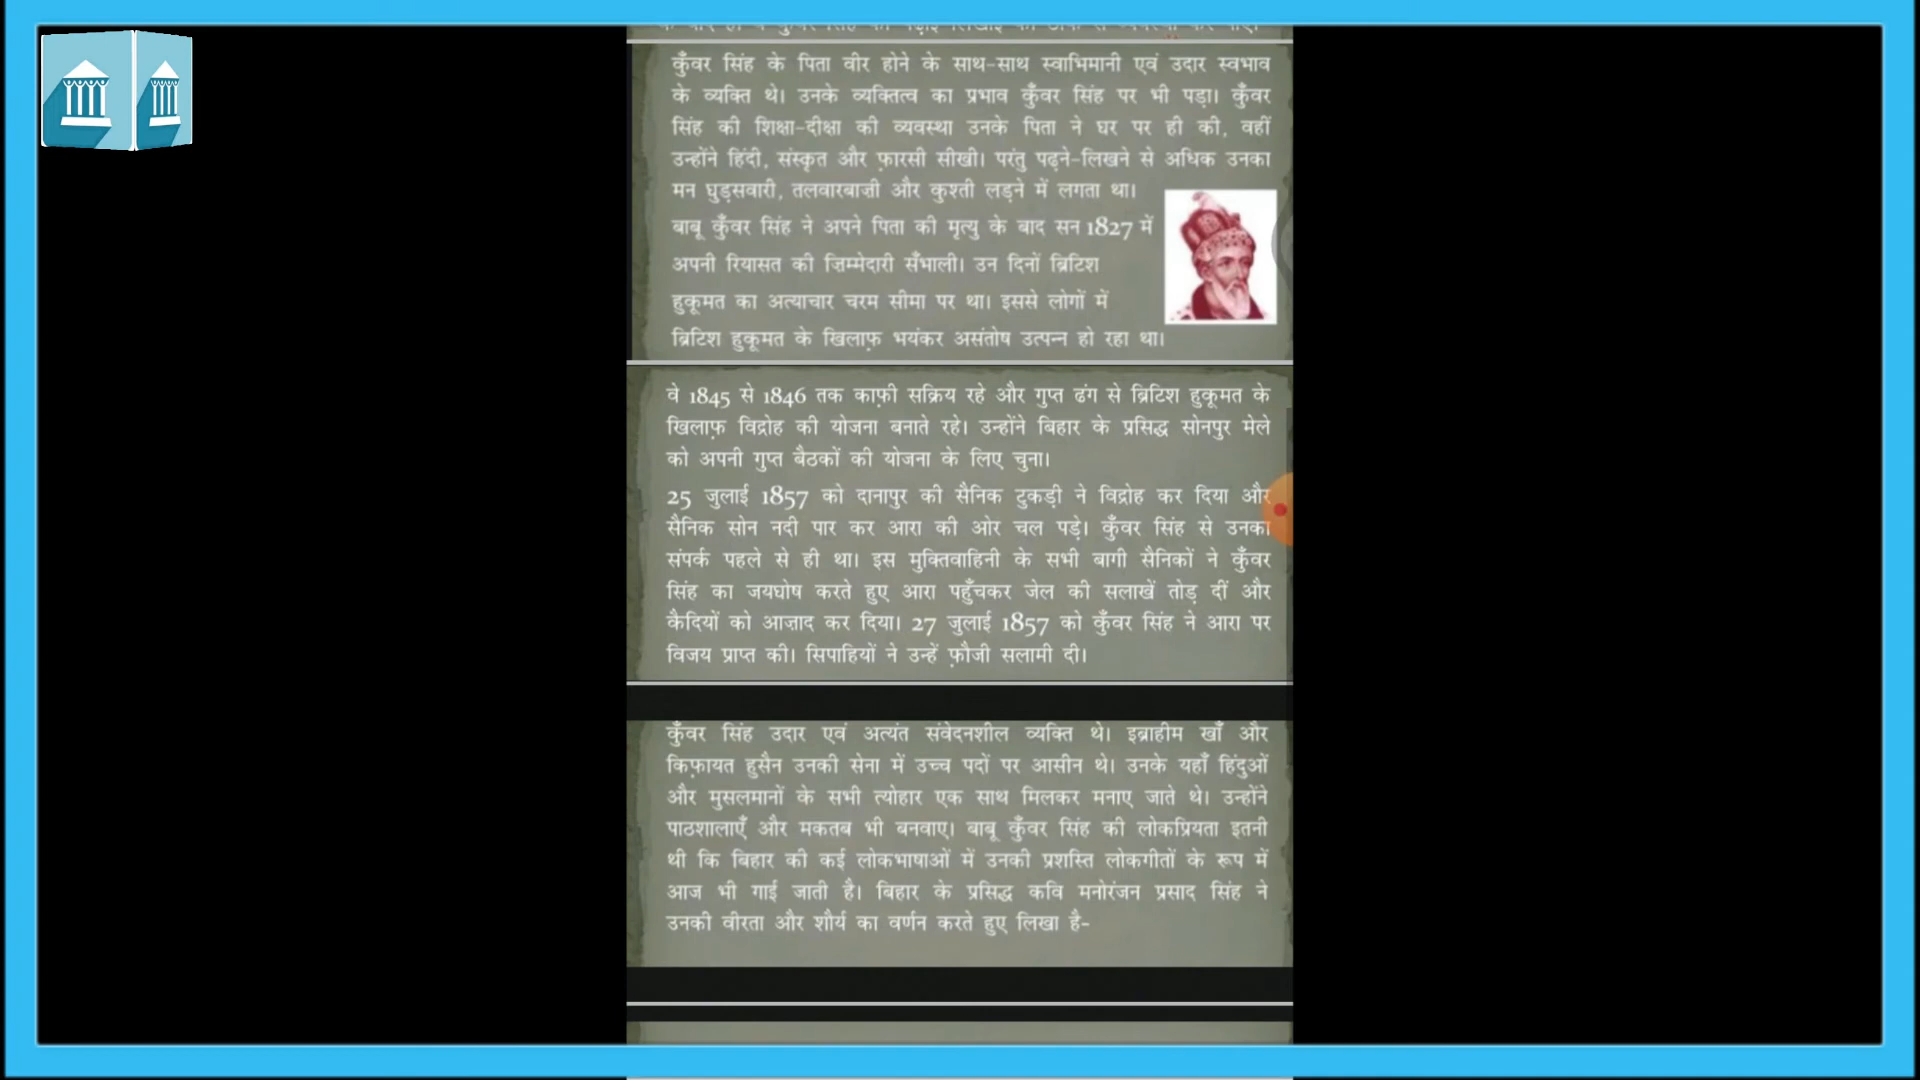 कुँवर सिंह के पिता वीर होने के साथ-साथ स्वाभिमानी एवं उदार स्वभाव
के व्यक्ति थे। उनके व्यक्तित्व का प्रभाव कुँवर सिंह पर भी पड़ा। कुँवर
सिंह की शिक्षा-दीक्षा की व्यवस्था उनके पिता ने घर पर ही की, वहीं
उन्होंने हिंदी, संस्कृत और फ़ारसी सीखी। परंतु पढ़ने-लिखने से अधिक उनका
मन घुड़सवारी, तलवारबाज़ी और कुश्ती लड़ने में लगता था।
बाबू कुँवर सिंह ने अपने पिता की मृत्यु के बाद सन 1827 में
अपनी रियासत की ज़िम्मेदारी सँभाली। उन दिनों ब्रिटिश
हुकूमत का अत्याचार चरम सीमा पर था। इससे लोगों में
ब्रिटिश हुकूमत के खिलाफ़ भयंकर असंतोष उत्पन्न हो रहा था।
वे 1845 से 1846 तक काफ़ी सक्रिय रहे और गुप्त ढंग से ब्रिटिश हुकूमत के
खिलाफ़ विद्रोह की योजना बनाते रहे। उन्होंने बिहार के प्रसिद्ध सोनपुर मेले
को अपनी गुप्त बैठकों की योजना के लिए चुना।
25 जुलाई 1857 को दानापुर की सैनिक टुकड़ी ने विद्रोह कर दिया और
सैनिक सोन नदी पार कर आरा की ओर चल पड़े। कुँवर सिंह से उनका
संपर्क पहले से ही था। इस मुक्तिवाहिनी के सभी बागी सैनिकों ने कुँवर
सिंह का जयघोष करते हुए आरा पहुँचकर जेल की सलाखें तोड़ दीं और
कैदियों को आज़ाद कर दिया। 27 जुलाई 1857 को कुँवर सिंह ने आरा पर
विजय प्राप्त की। सिपाहियों ने उन्हें फ़ौजी सलामी दी।
कुँवर सिंह उदार एवं अत्यंत संवेदनशील व्यक्ति थे। इब्राहीम खाँ और
किफ़ायत हुसैन उनकी सेना में उच्च पदों पर आसीन थे। उनके यहाँ हिंदुओं
और मुसलमानों के सभी त्योहार एक साथ मिलकर मनाए जाते थे। उन्होंने
पाठशालाएँ और मकतब भी बनवाए। बाबू कुँवर सिंह की लोकप्रियता इतनी
थी कि बिहार की कई लोकभाषाओं में उनकी प्रशस्ति लोकगीतों के रूप में
आज भी गाई जाती है। बिहार के प्रसिद्ध कवि मनोरंजन प्रसाद सिंह ने
उनकी वीरता और शौर्य का वर्णन करते हुए लिखा है-